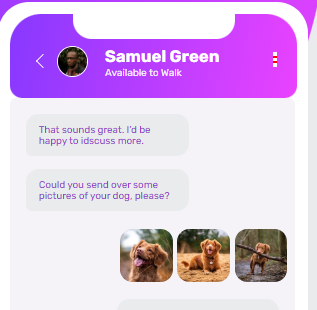 Samuel Green
Available to Walk
That sounds great. I'd be
happy to idscuss more.
Could you send over some
pictures of your dog, please?